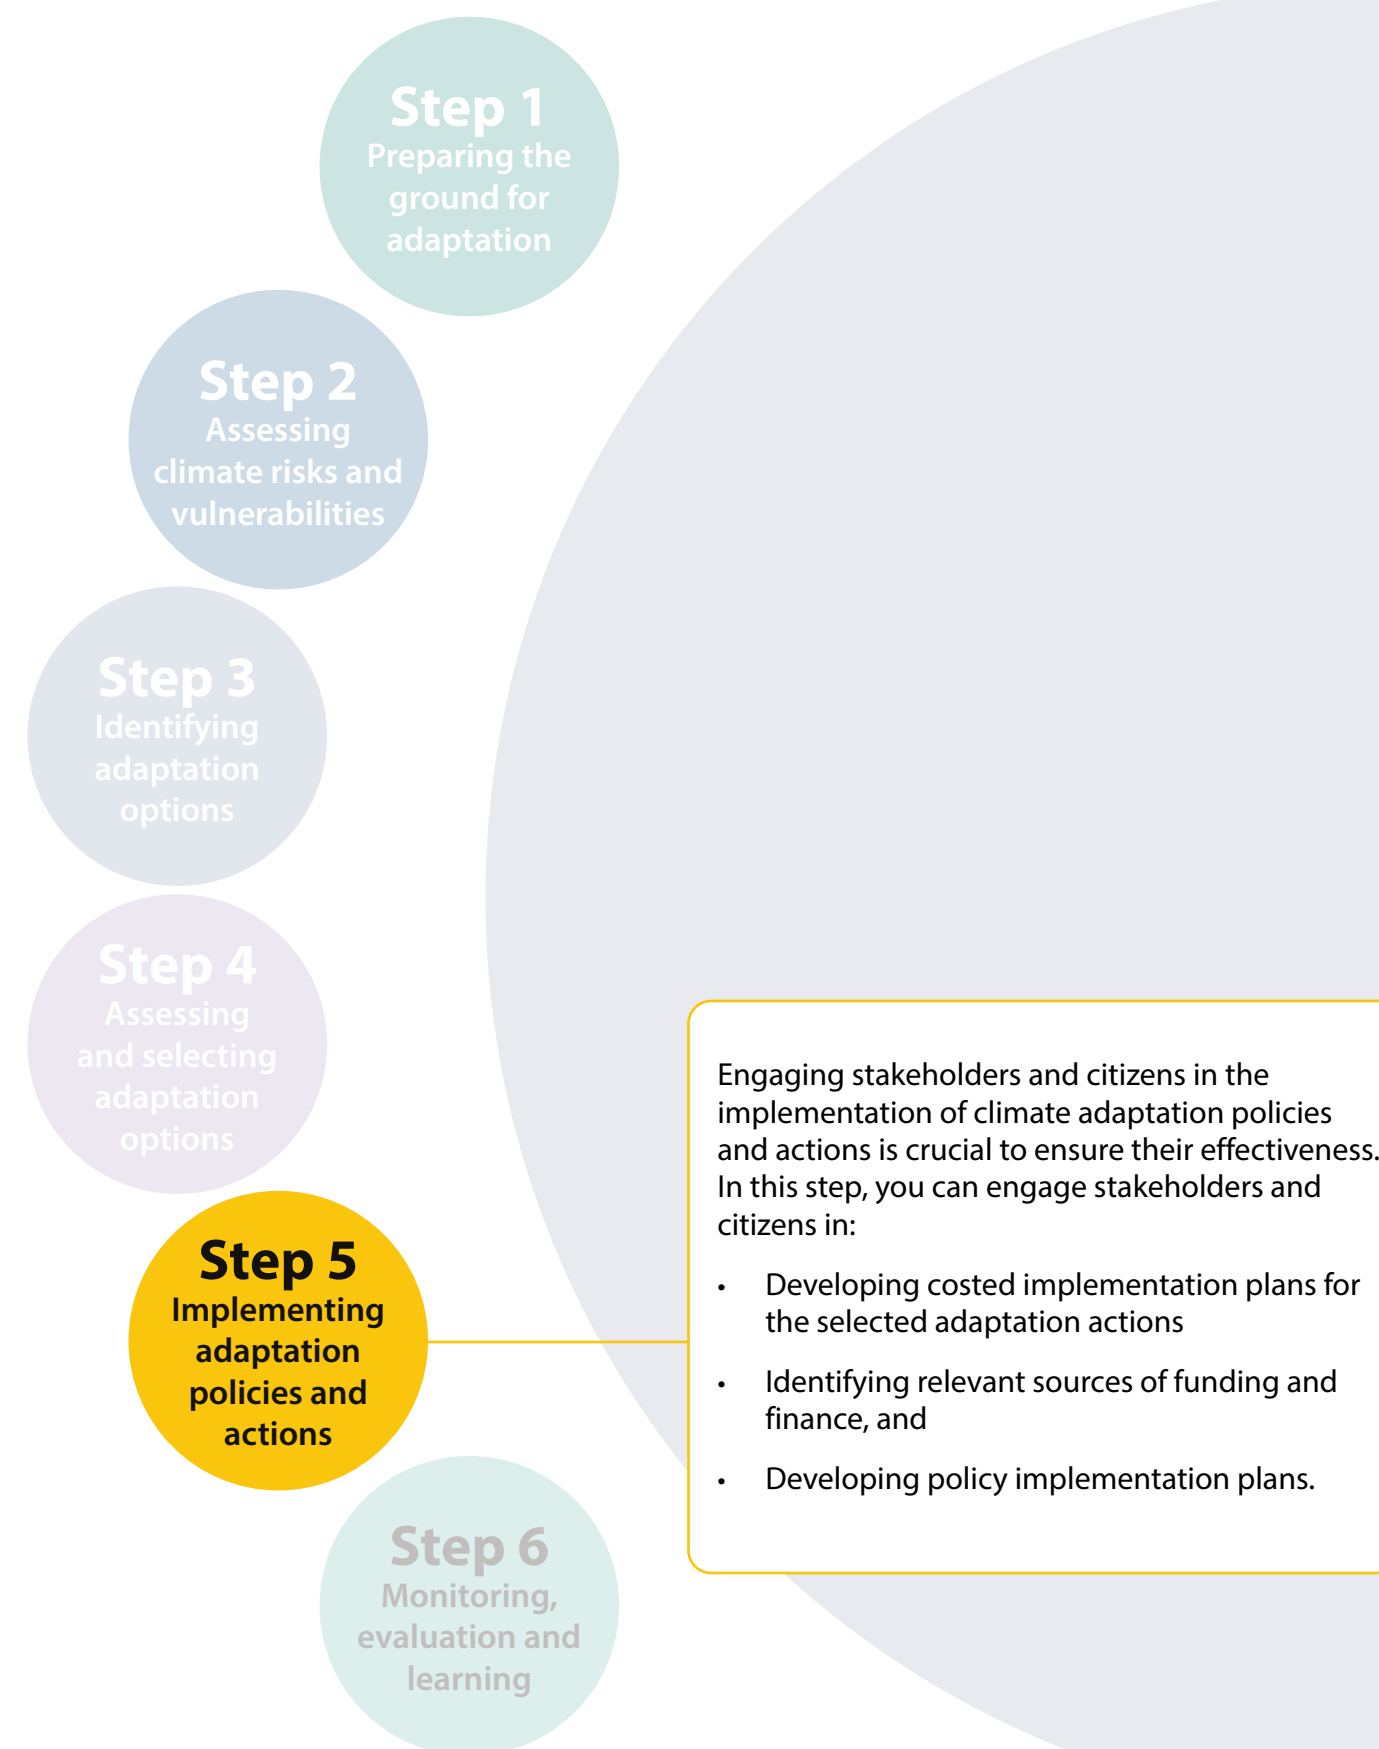 Step 1
Preparing the
ground for
adaptation
Step 2
Assessing
climate risks and
vulnerabilities
Step 3
Identifying
adaptation
options
Step 4
Assessing
and selecting
adaptation
options
Step 5
Implementing
adaptation
policies and
actions
Engaging stakeholders and citizens in the
implementation of climate adaptation policies
and actions is crucial to ensure their effectiveness.
In this step, you can engage stakeholders and
citizens in:
• Developing costed implementation plans for
the selected adaptation actions
• Identifying relevant sources of funding and
finance, and
• Developing policy implementation plans.
Step 6
Monitoring,
evaluation and
learning